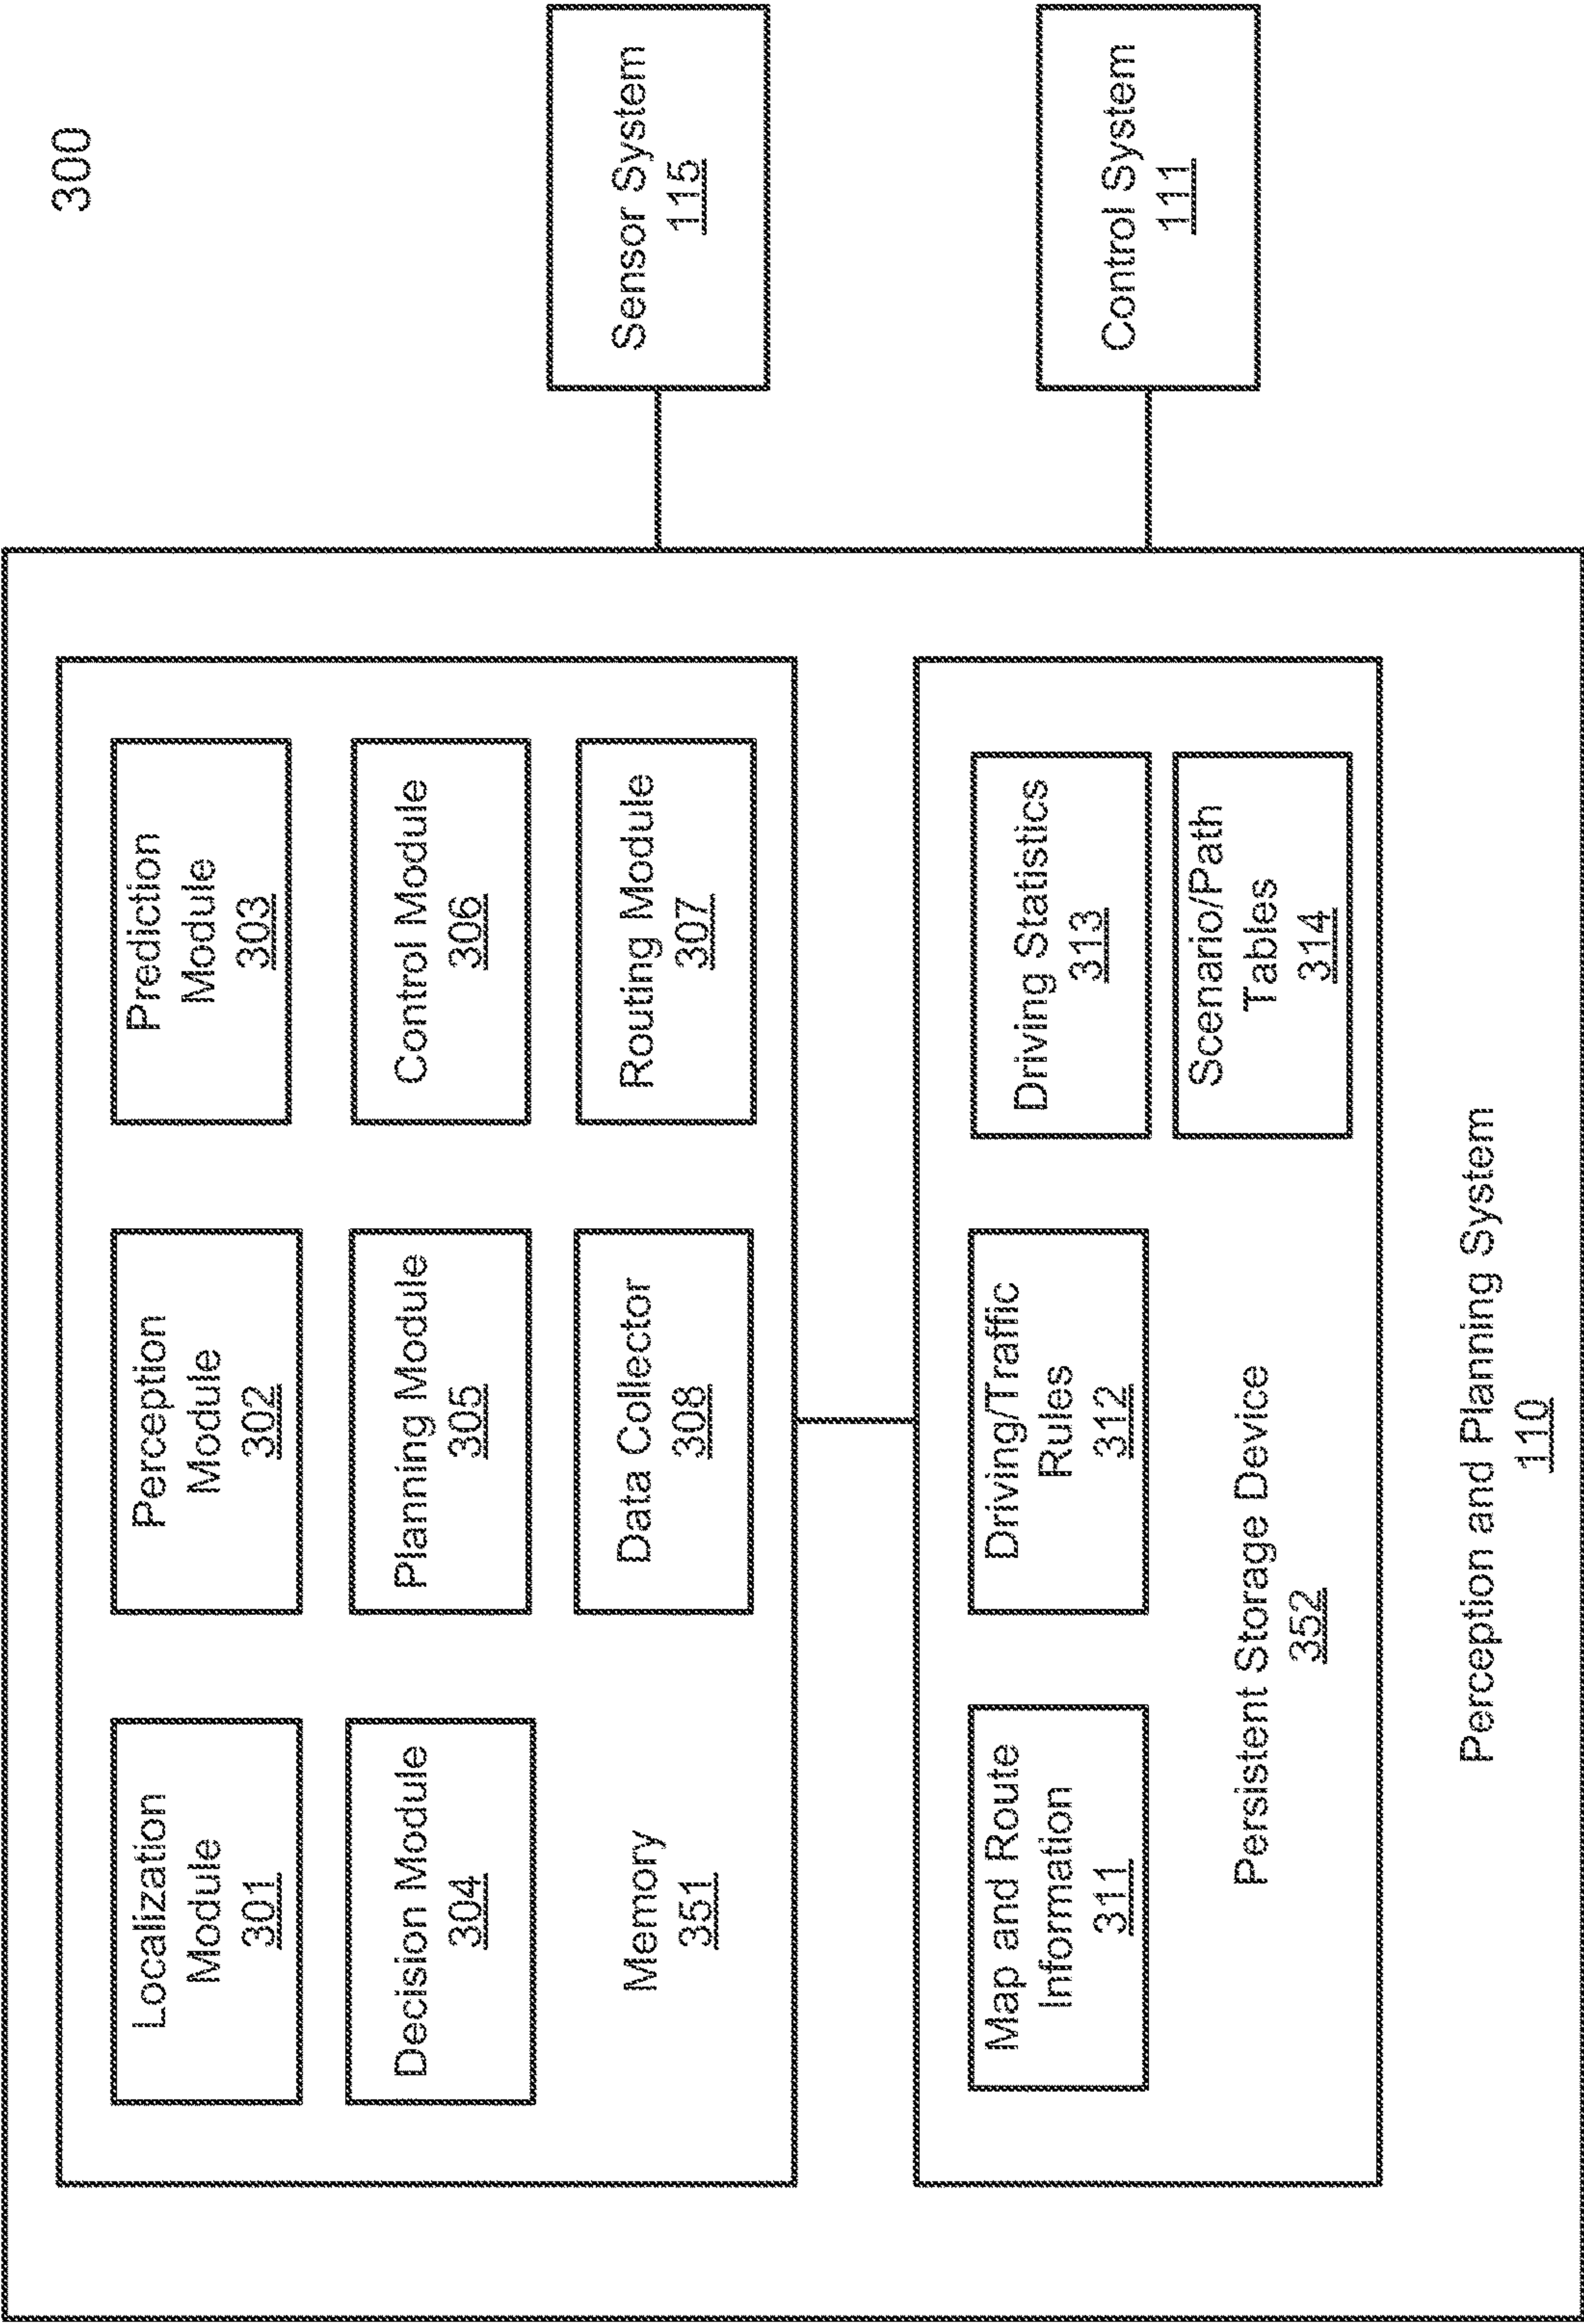 300
Localization
Module
301
Perception
Module
302
Prediction
Module
303
Decision Module
304
Planning Module
305
Control Module
306
Memory
351
Data Collector
308
Routing Module
307
Sensor System
115
Map and Route
Information
311
Driving/Traffic
Rules
312
Driving Statistics
313
Scenario/Path
Tables
314
Persistent Storage Device
352
Control System
111
Perception and Planning System
110